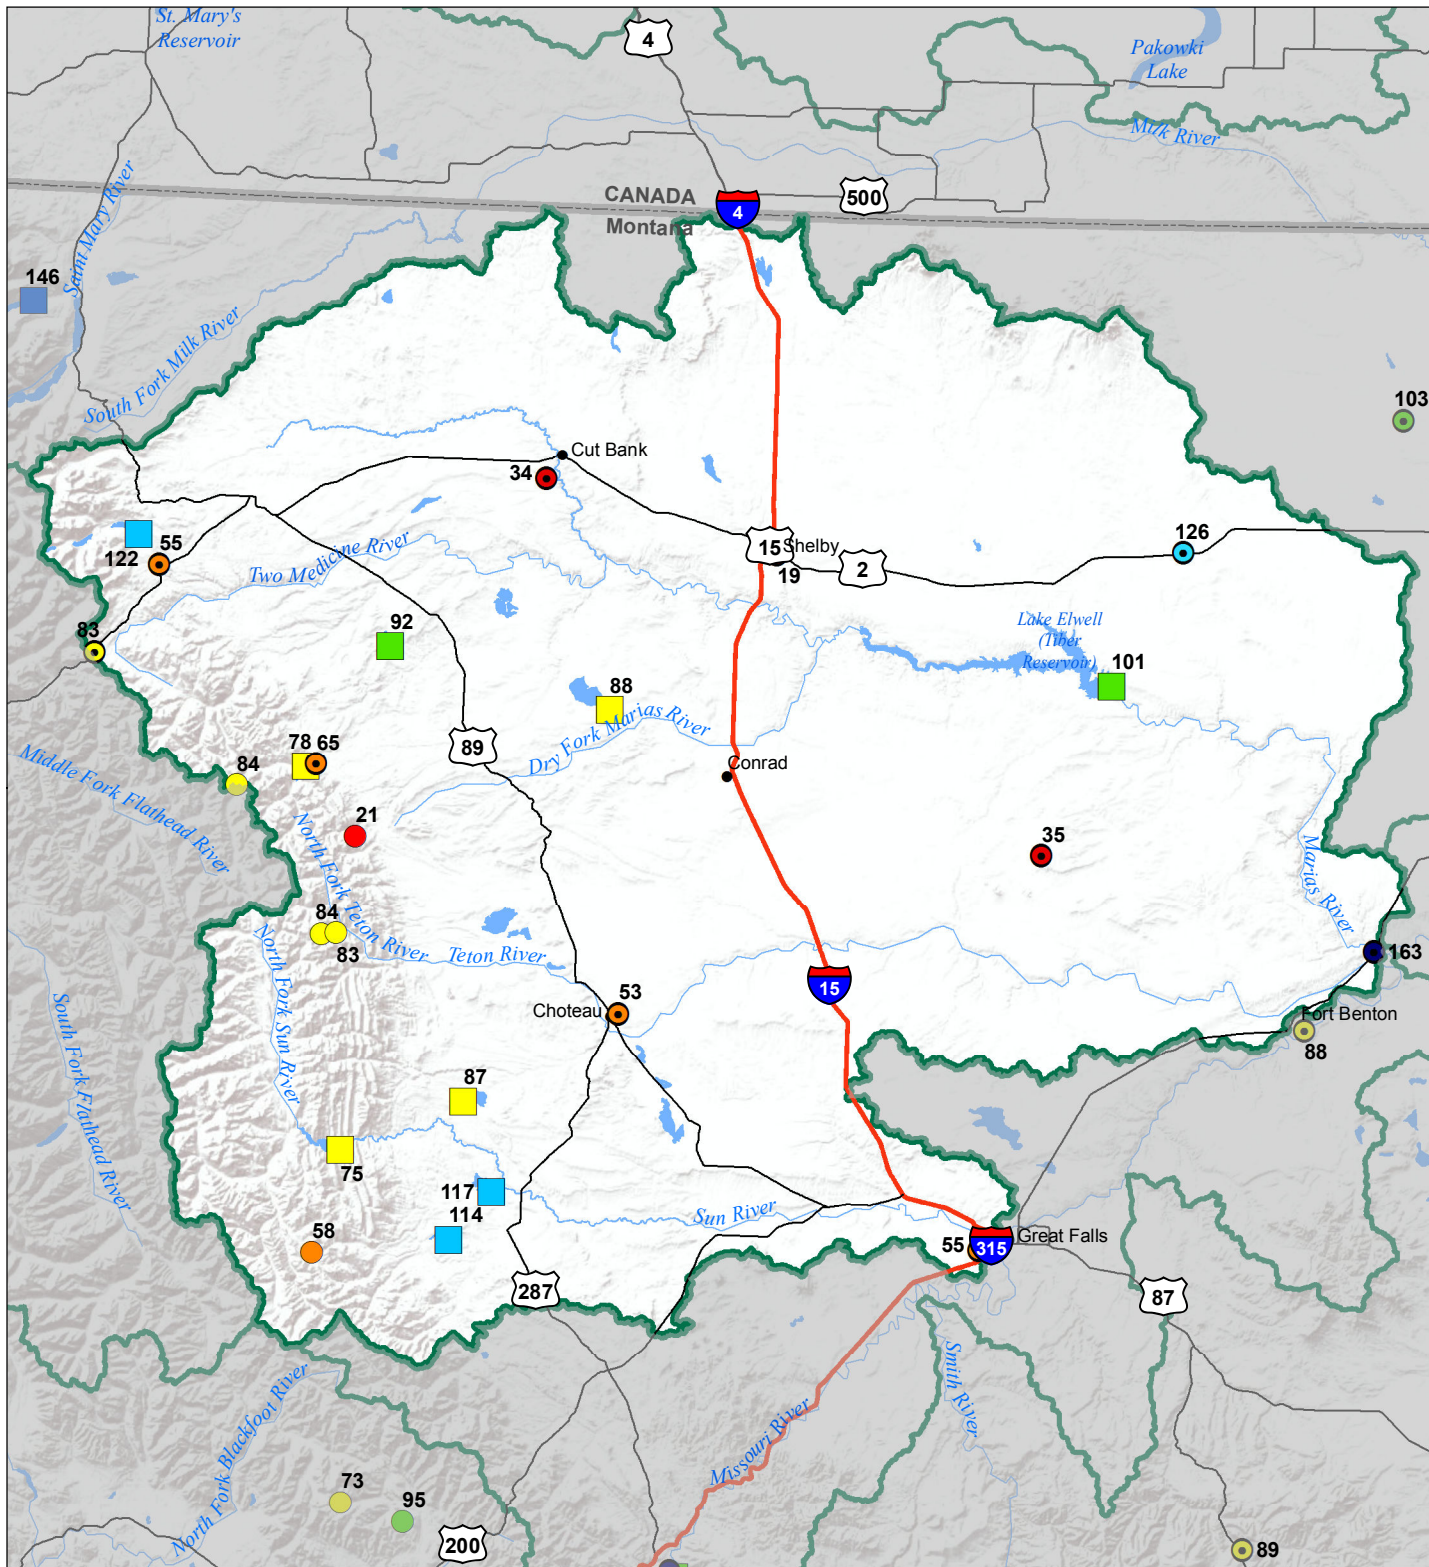 St. Mary's
Reservoir
4
Pakowki
Lake
Milk River
CANADA
Montana
4
500
146
Saint Mary River
South Fork Milk River
103
Cut Bank
34
122
55
Two Medicine River
15
Shelby
19
2
126
83
92
Lake Elwell
(Tiber
Reservoir)
101
88
Dry Fork Marias River
89
78
65
84
Middle Fork Flathead River
Conrad
21
35
North Fork Teton River
Marias River
84
83
Teton River
North Fork Sun River
163
South Fork Flathead River
53
Choteau
15
Fort Benton
88
87
75
117
114
Sun River
58
55
315
Great Falls
287
87
Smith River
Missouri River
North Fork Blackfoot River
73
95
200
89